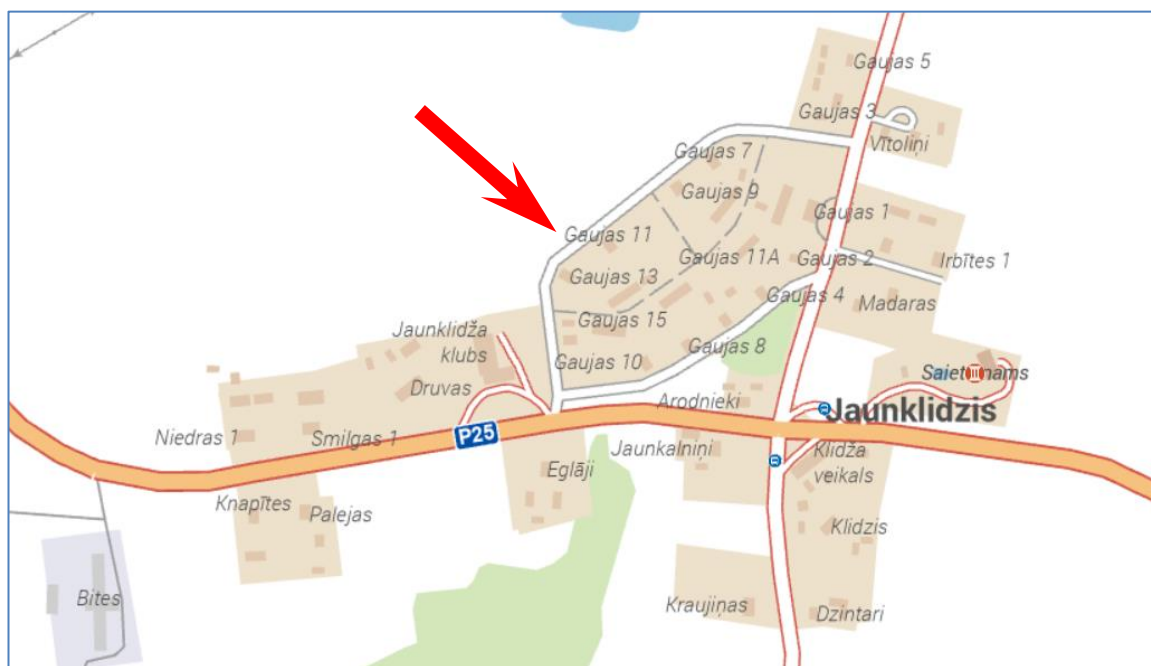 Gaujas 5
Gaujas 3
Vītoliņi
Gaujas 7
Gaujas 9
Gaujas 1
Gaujas 11
Gaujas 11A
Gaujas 2
Irbītes 1
Gaujas 13
Gaujas 4
Madaras
Gaujas 15
Jaunklidža
klubs
Gaujas 8
Gaujas 10
Druvas
Arodnieki
Jaunklidzis
Niedras 1
Smilgas 1
P25
Jaunkalniņi
Klidža
veikals
Eglāji
Knapītes
Palejas
Klidzis
Bites
Kraujiņas
Dzintari